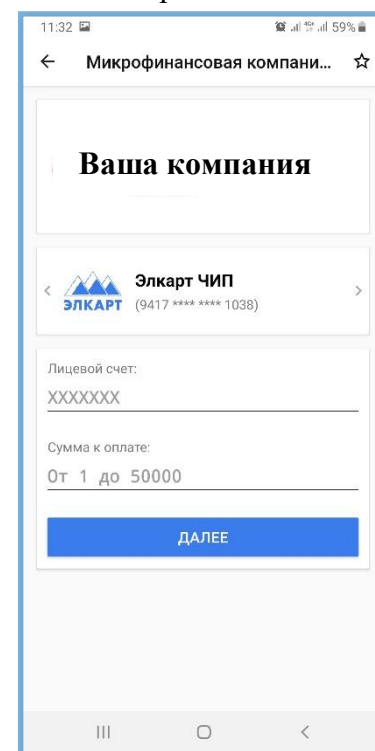 11:32 59%
Микрофинансовая компани...
Ваша компания
Элкарт ЧИП
ЭЛКАРТ (9417 **** **** 1038)
Лицевой счет:
XXXXXXX
Сумма к оплате:
От 1 до 50000
ДАЛЕЕ